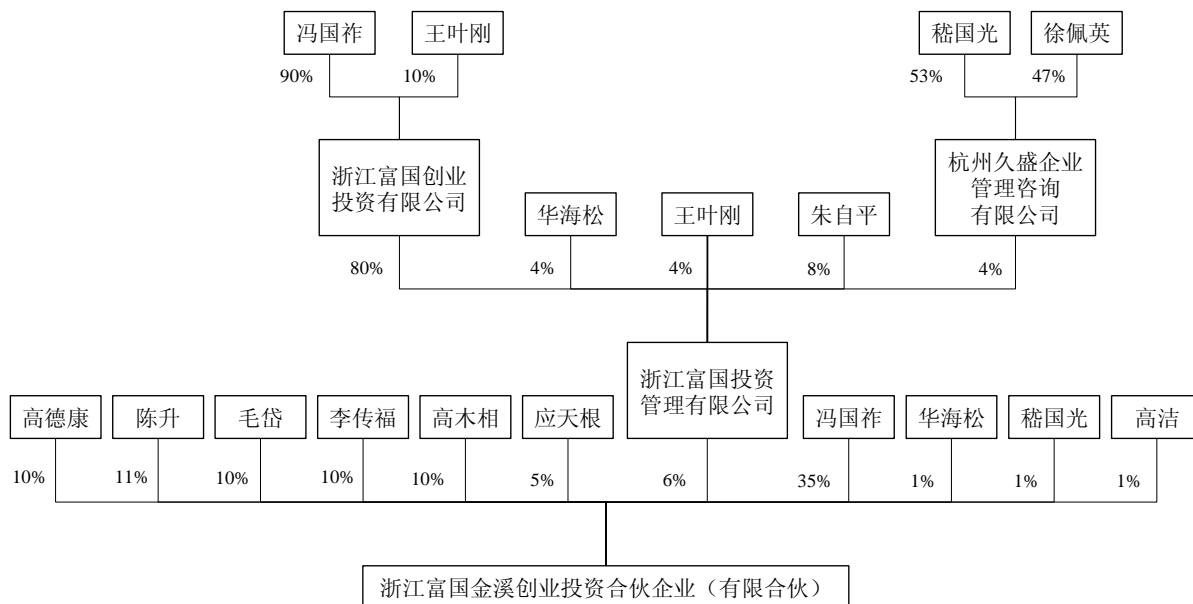 冯国祚
王叶刚
嵇国光
徐佩英
90%
10%
53%
47%
浙江富国创业
投资有限公司
杭州久盛企业
管理咨询
有限公司
华海松
王叶刚
朱自平
80%
4%
4%
8%
4%
浙江富国投资
管理有限公司
高德康
陈升
毛岱
李传福
高木相
应天根
冯国祚
华海松
嵇国光
高洁
10%
11%
10%
10%
10%
5%
6%
35%
1%
1%
1%
浙江富国金溪创业投资合伙企业（有限合伙）